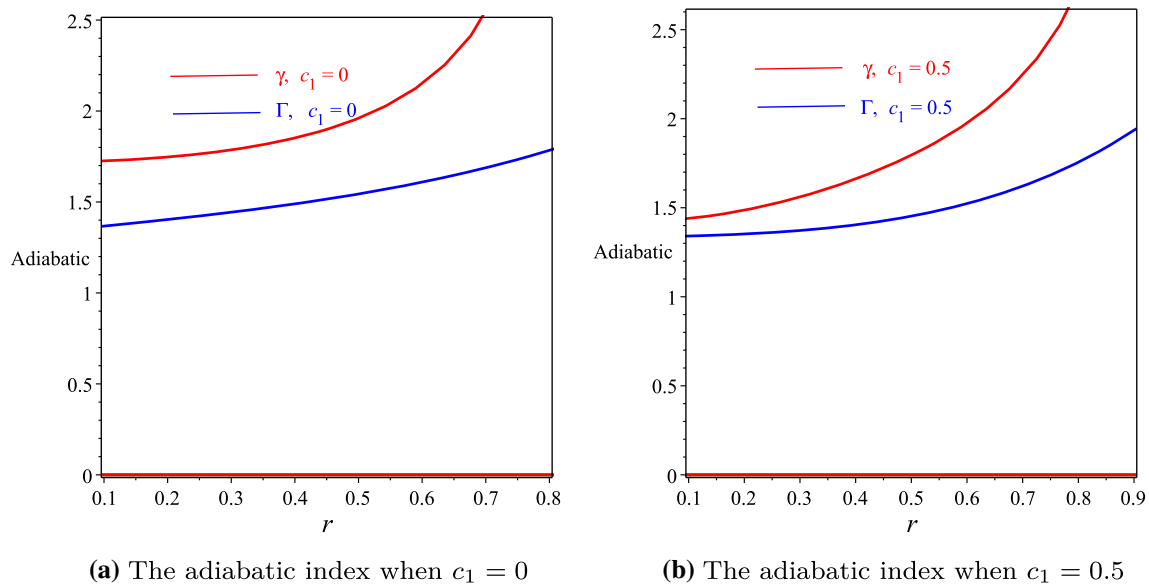 2.5
2
1.5
Adiabatic
1
0.5
0
γ, c₁ = 0
Γ, c₁ = 0
0.1 0.2 0.3 0.4 0.5 0.6 0.7 0.8
r
(a) The adiabatic index when c₁ = 0
2.5
2
1.5
Adiabatic
1
0.5
0
γ, c₁ = 0.5
Γ, c₁ = 0.5
0.1 0.2 0.3 0.4 0.5 0.6 0.7 0.8 0.9
r
(b) The adiabatic index when c₁ = 0.5